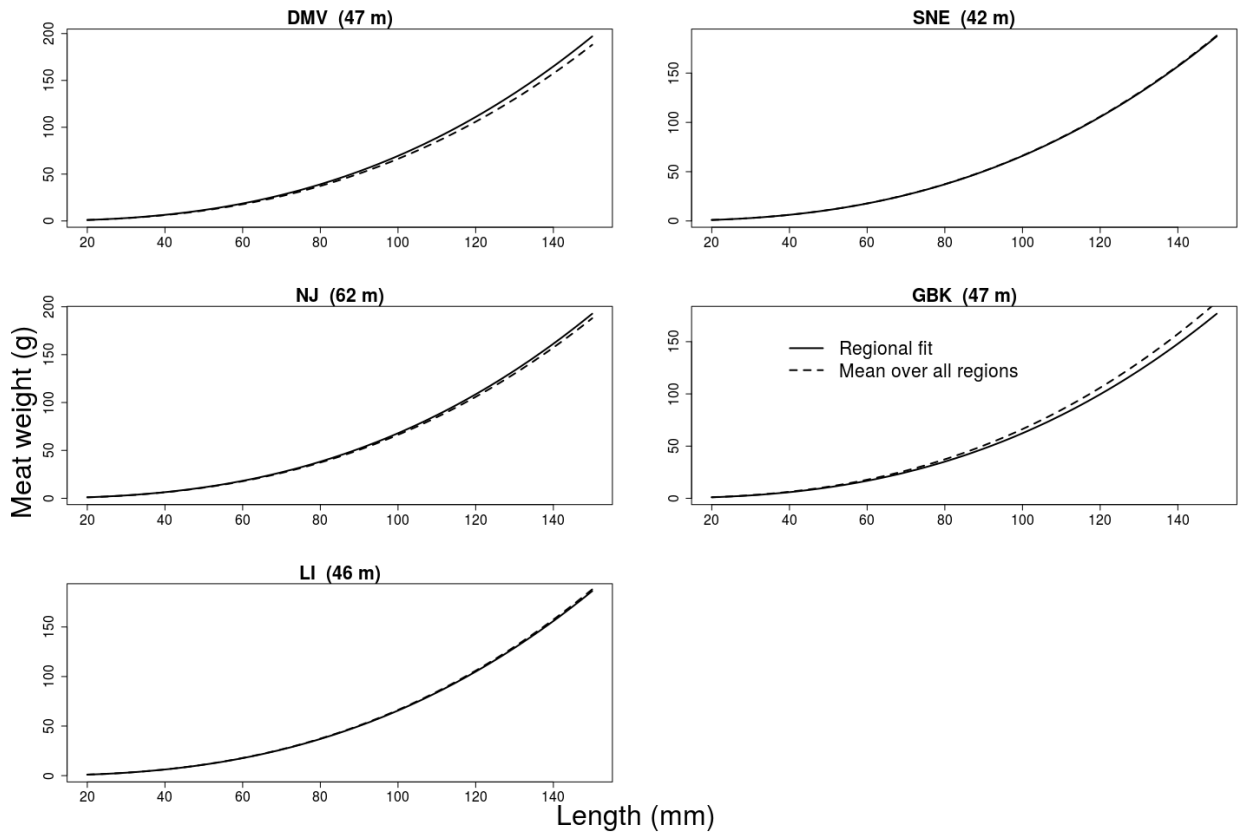 DMV (47 m)
0
50
100
150
200
20 40 60 80 100 120 140
SNE (42 m)
0
50
100
150
20 40 60 80 100 120 140
NJ (62 m)
0
50
100
150
200
20 40 60 80 100 120 140
GBK (47 m)
0
50
100
150
20 40 60 80 100 120 140
Regional fit
Mean over all regions
LI (46 m)
0
50
100
150
20 40 60 80 100 120 140
Meat weight (g)
Length (mm)